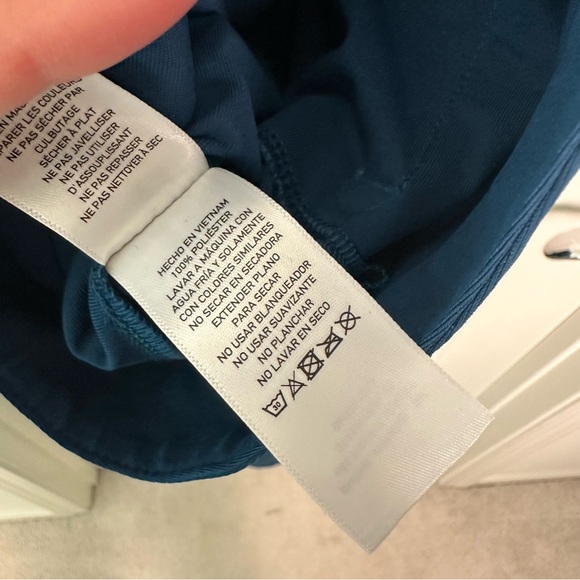 PARER LES COULEURS
NE PAS SÉCHER PAR
CULBUTAGE
SÉCHER À PLAT
NE PAS JAVELLISER
NE PAS UTILISER
D'ASSOUPLISSANT
NE PAS REPASSER
NE PAS NETTOYER À SEC
HECHO EN VIETNAM
100% POLIÉSTER
LAVAR A MÁQUINA CON
AGUA FRÍA Y SOLAMENTE
CON COLORES SIMILARES
NO SECAR EN SECADORA
EXTENDER PLANO
PARA SECAR
NO USAR BLANQUEADOR
NO USAR SUAVIZANTE
NO PLANCHAR
NO LAVAR EN SECO
30